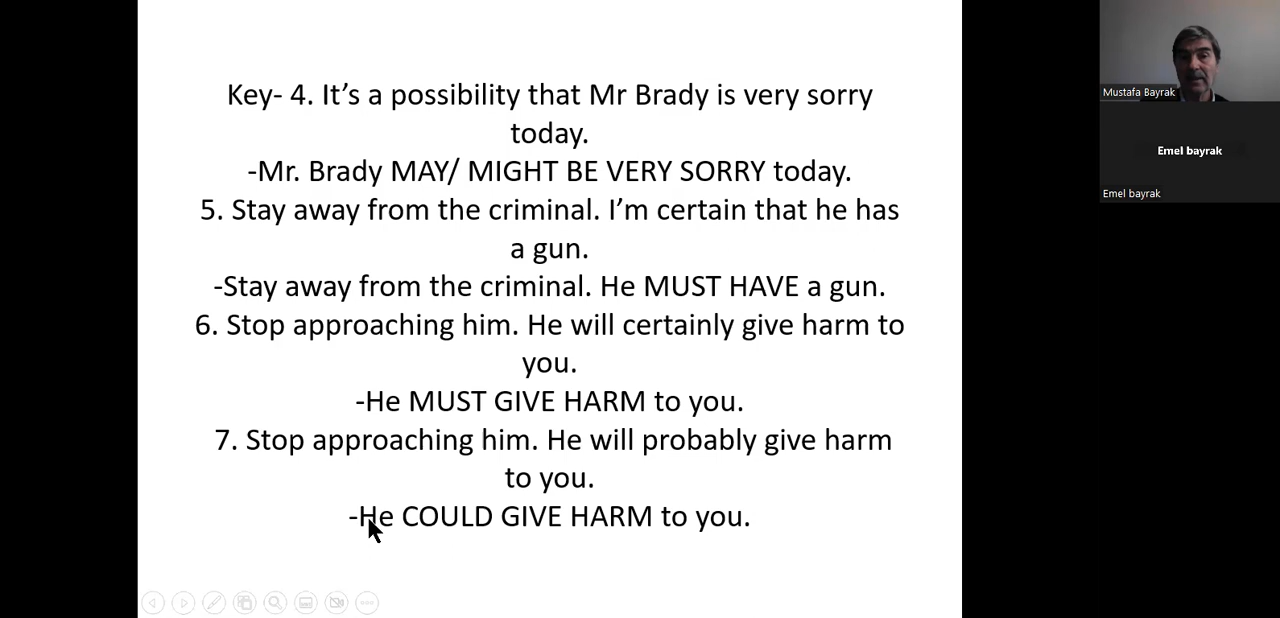 Key- 4. It’s a possibility that Mr Brady is very sorry
today.
-Mr. Brady MAY/ MIGHT BE VERY SORRY today.
5. Stay away from the criminal. I’m certain that he has
a gun.
-Stay away from the criminal. He MUST HAVE a gun.
6. Stop approaching him. He will certainly give harm to
you.
-He MUST GIVE HARM to you.
7. Stop approaching him. He will probably give harm
to you.
-He COULD GIVE HARM to you.
Mustafa Bayrak
Emel bayrak
Emel bayrak